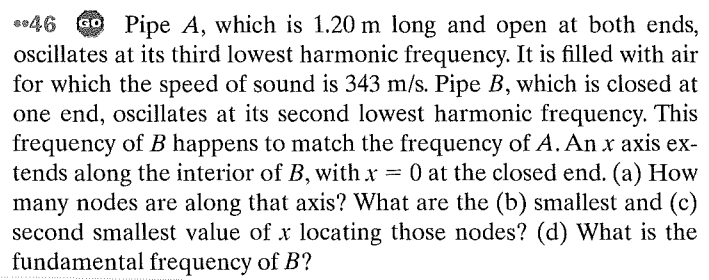 ••46 GO Pipe A, which is 1.20 m long and open at both ends,
oscillates at its third lowest harmonic frequency. It is filled with air
for which the speed of sound is 343 m/s. Pipe B, which is closed at
one end, oscillates at its second lowest harmonic frequency. This
frequency of B happens to match the frequency of A. An x axis ex-
tends along the interior of B, with x = 0 at the closed end. (a) How
many nodes are along that axis? What are the (b) smallest and (c)
second smallest value of x locating those nodes? (d) What is the
fundamental frequency of B?